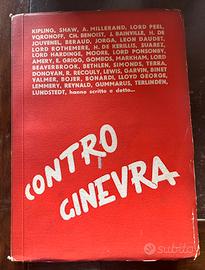 KIPLING, SHAW, A. MILLERAND, LORD PEEL,
VORONOFF, CH. BENOIST, J. BAINVILLE, H. DE
JOUVENEL, BERAUD, JORGA, LEON DAUDET,
LORD ROTHEMERE, H. DE KERILLIS, SUAREZ,
LORD HARDINGE, MOORE, LORD PONSONBY,
AMERY, E. GRIGO, GOMBOS, MARKHAM, LORD
BEAVERBROOK, BETHLEN, SIMONDS, TERRA,
DONOVAN, R. RECOULY, LEWIS, GARVIN, BINET
VALMER, BOJER, BONARDI, LLOYD GEORGE,
LEMMERY, REYNALD, GUMMARUS, TERLINDEN,
LUNDSTEDT, hanno scritto e detto...
CONTRO
GINEVRA
subito